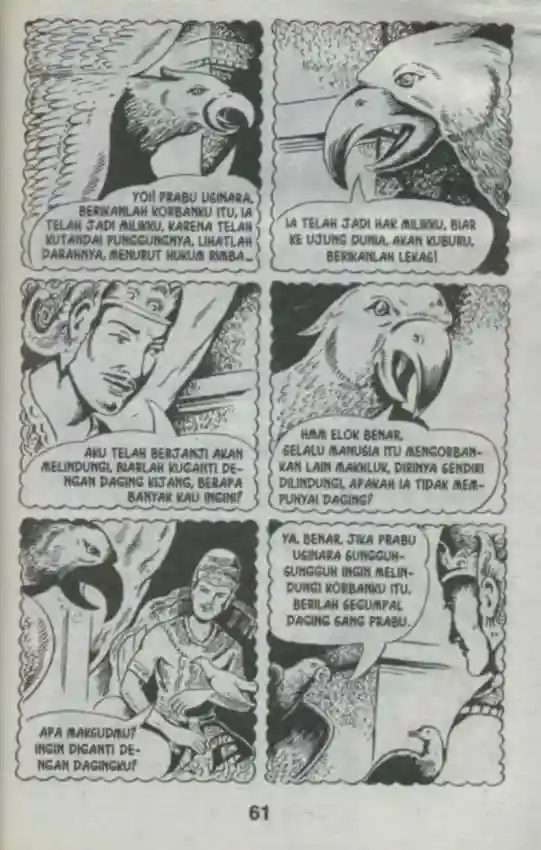 YOI! PRABU USINARA,
BERIKANLAH KORBANKU ITU, IA
TELAH JADI MILIKKU, KARENA TELAH
KUTANDAI PUNGGUNGNYA, LIHATLAH
DARAHNYA, MENURUT HUKUM RIMBA...
IA TELAH JADI HAK MILIKKU, BIAR
KE UJUNG DUNIA, AKAN KUBURU.
BERIKANLAH LEKAS!
AKU TELAH BERJANJI AKAN
MELINDUNGI, BIARLAH KUGANTI DE-
NGAN DAGING KIJANG, BERAPA
BANYAK KAU INGINI?
HMM ELOK BENAR,
SELALU MANUSIA ITU MENGORBAN-
KAN LAIN MAKHLUK, DIRINYA SENDIRI
DILINDUNGI, APAKAH IA TIDAK MEM-
PUNYAI DAGING?
APA MAKSUDMU?
INGIN DIGANTI DE-
NGAN DAGINGKU?
YA, BENAR, JIKA PRABU
USINARA SUNGGUH-
SUNGGUH INGIN MELIN-
DUNGI KORBANKU ITU,
BERILAH SEGUMPAL
DAGING SANG PRABU.
61